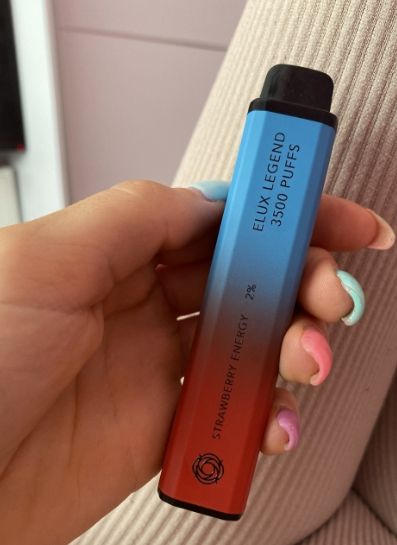 ELUX LEGEND
3500 PUFFS
STRAWBERRY ENERGY 2%